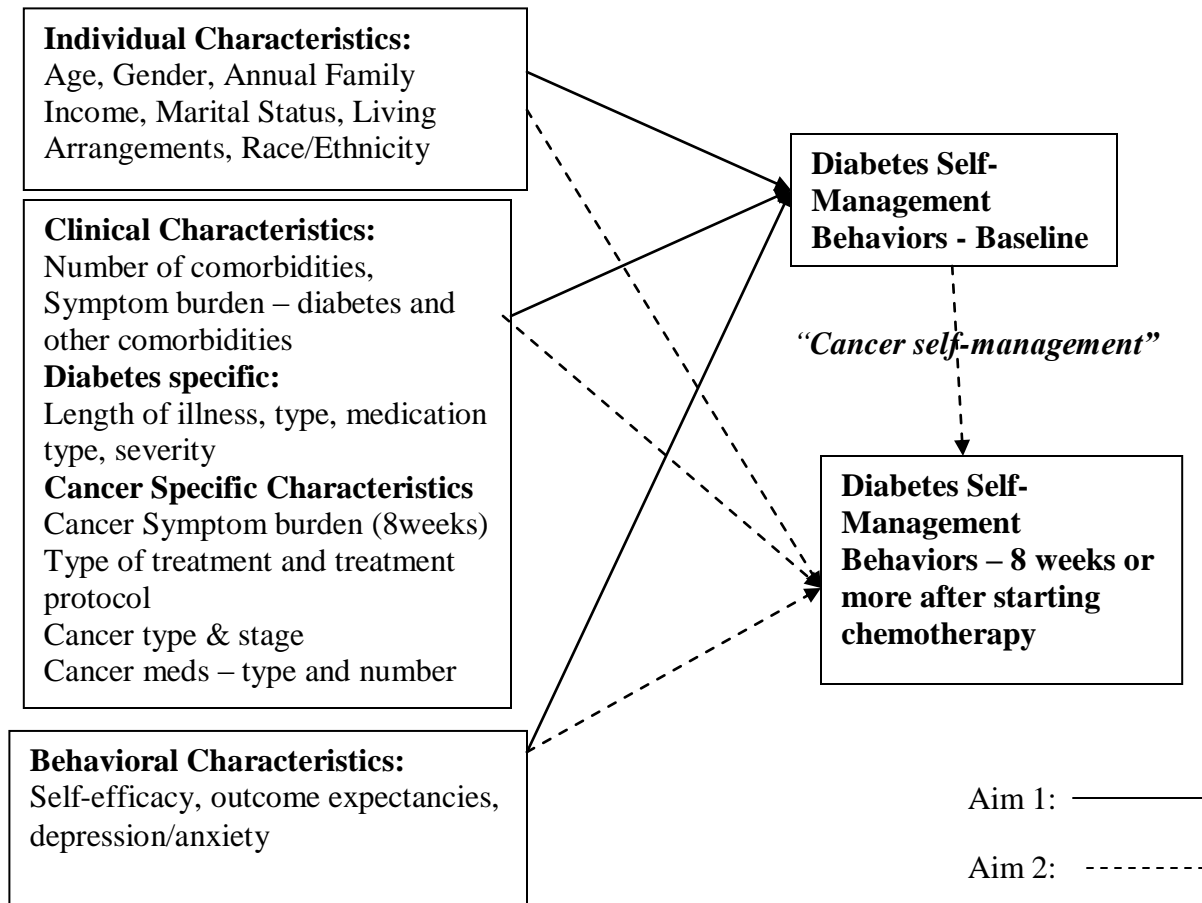 Individual Characteristics:
Age, Gender, Annual Family
Income, Marital Status, Living
Arrangements, Race/Ethnicity
Clinical Characteristics:
Number of comorbidities,
Symptom burden – diabetes and
other comorbidities
Diabetes specific:
Length of illness, type, medication
type, severity
Cancer Specific Characteristics
Cancer Symptom burden (8weeks)
Type of treatment and treatment
protocol
Cancer type & stage
Cancer meds – type and number
Behavioral Characteristics:
Self-efficacy, outcome expectancies,
depression/anxiety
Diabetes Self-
Management
Behaviors - Baseline
“Cancer self-management”
Diabetes Self-
Management
Behaviors – 8 weeks or
more after starting
chemotherapy
Aim 1:
Aim 2: